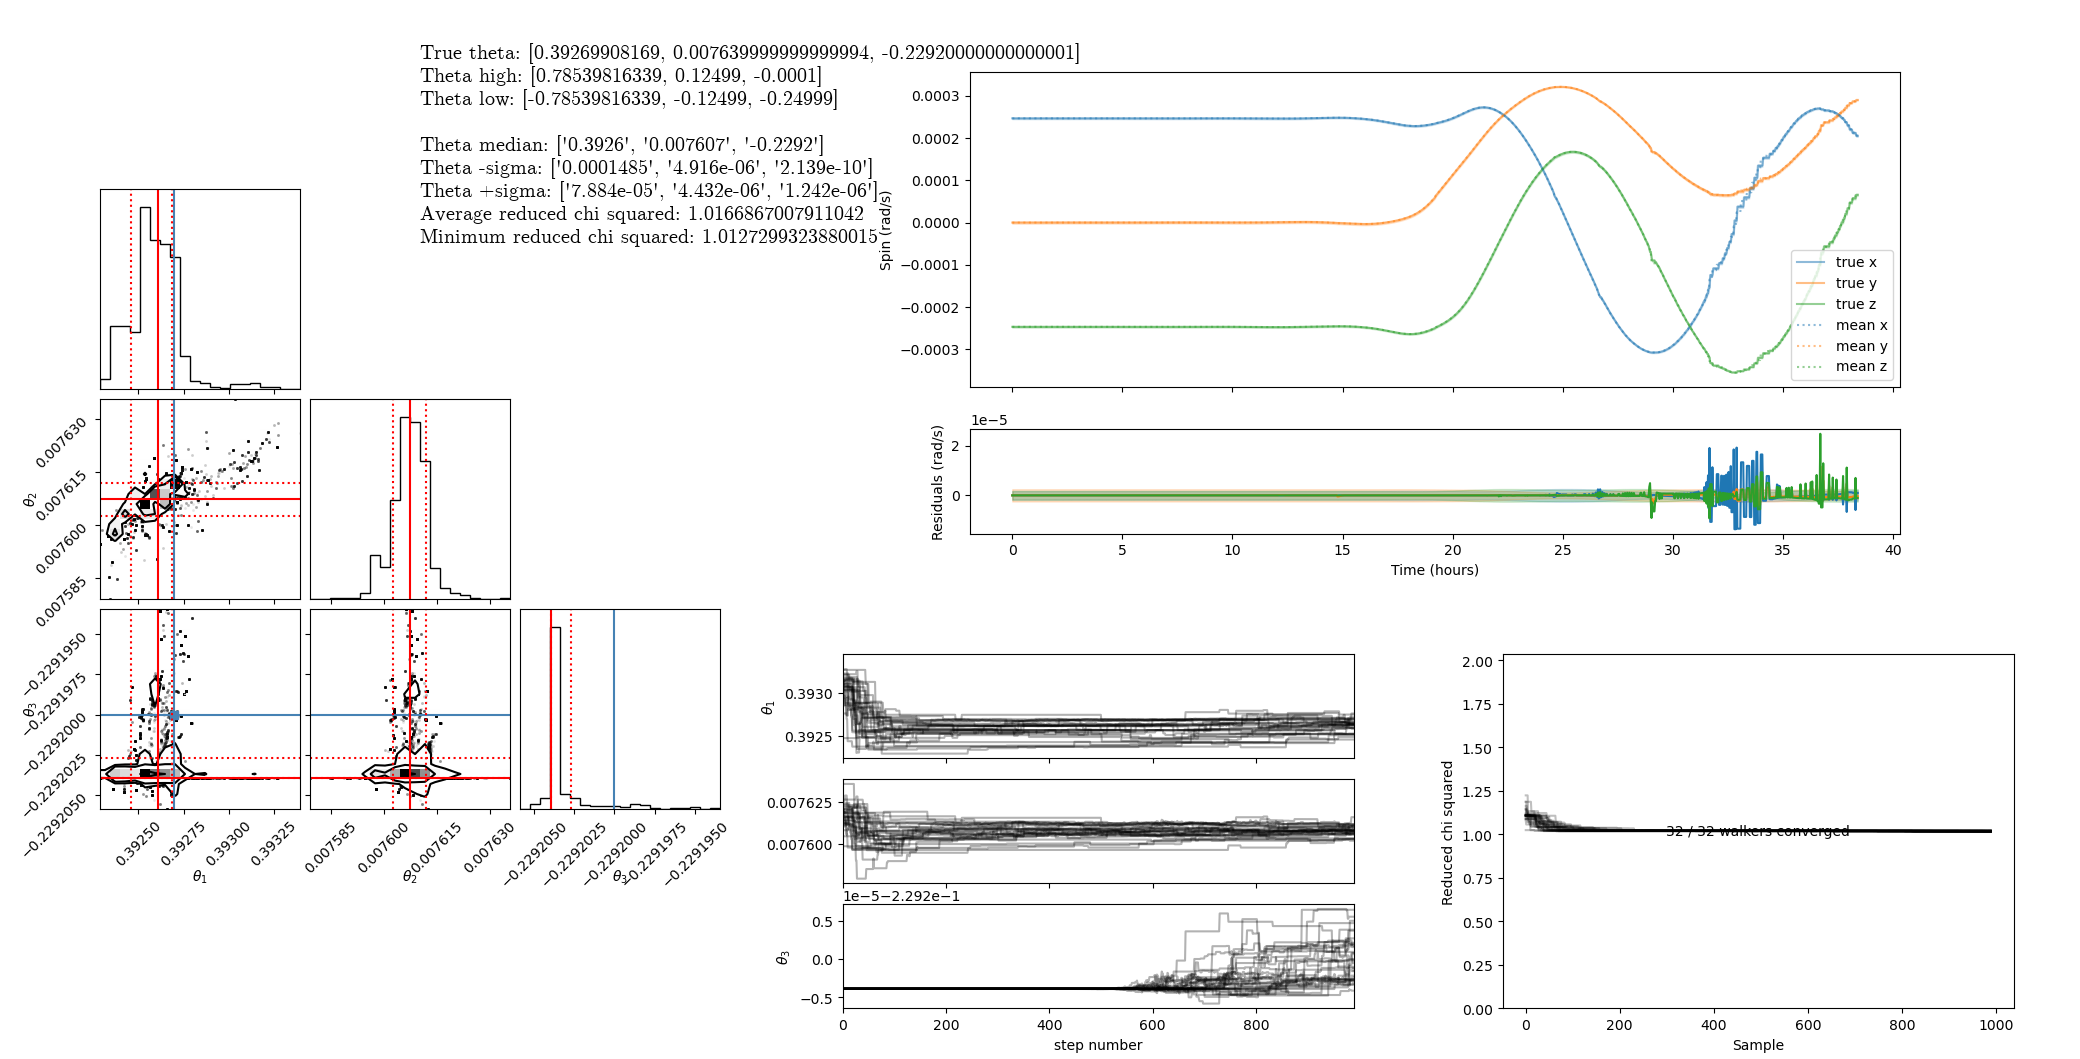 True theta: [0.39269908169, 0.007639999999999994, -0.22920000000000001]
Theta high: [0.78539816339, 0.12499, -0.0001]
Theta low: [-0.78539816339, -0.12499, -0.24999]
Theta median: ['0.3926', '0.007607', '-0.2292']
Theta -sigma: ['0.0001485', '4.916e-06', '2.139e-10']
Theta +sigma: ['7.884e-05', '4.432e-06', '1.242e-06']
Average reduced chi squared: 1.0166867007911042
Minimum reduced chi squared: 1.0127299323880015
0.0003
0.0002
0.0001
0.0000
−0.0001
−0.0002
−0.0003
Spin (rad/s)
true x
true y
true z
mean x
mean y
mean z
1e−5
2
0
Residuals (rad/s)
0 5 10 15 20 25 30 35 40
Time (hours)
θ2
0.007630
0.007615
0.007600
0.007585
θ3
−0.2291950
−0.2291975
−0.2292000
−0.2292025
−0.2292050
0.39250 0.39275 0.39300 0.39325
θ1
0.007585 0.007600 0.007615 0.007630
θ2
−0.2292050 −0.2292025 −0.2292000 −0.2291975 −0.2291950
θ3
θ1
0.3930
0.3925
0.007625
0.007600
1e−5−2.292e−1
θ3
0.5
0.0
−0.5
0 200 400 600 800
step number
Reduced chi squared
2.00
1.75
1.50
1.25
1.00
0.75
0.50
0.25
0.00
32 / 32 walkers converged
0 200 400 600 800 1000
Sample